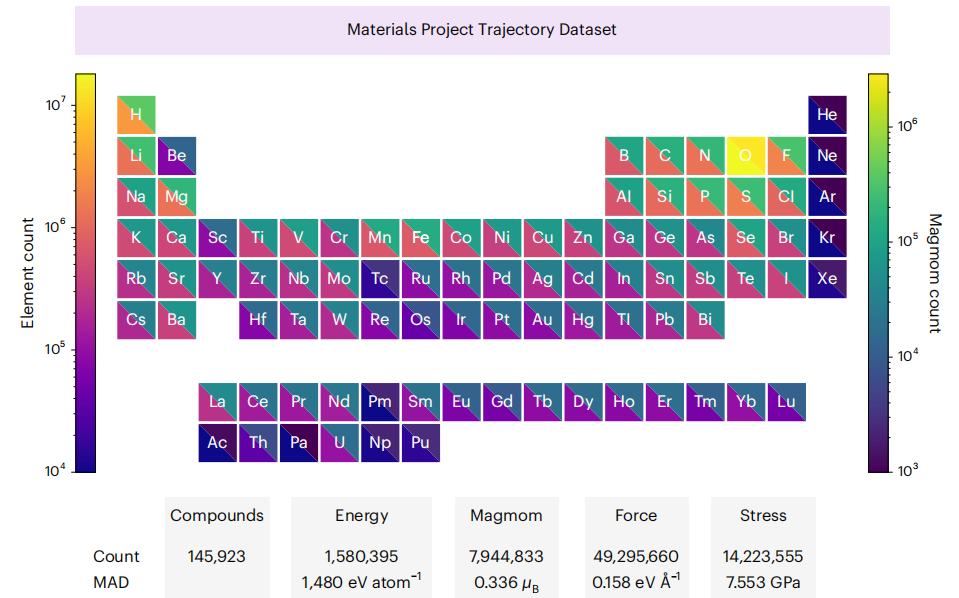 Materials Project Trajectory Dataset
10⁷
10⁶
10⁵
10⁴
Element count
H He
Li Be B C N O F Ne
Na Mg Al Si P S Cl Ar
K Ca Sc Ti V Cr Mn Fe Co Ni Cu Zn Ga Ge As Se Br Kr
Rb Sr Y Zr Nb Mo Tc Ru Rh Pd Ag Cd In Sn Sb Te I Xe
Cs Ba Hf Ta W Re Os Ir Pt Au Hg Tl Pb Bi
La Ce Pr Nd Pm Sm Eu Gd Tb Dy Ho Er Tm Yb Lu
Ac Th Pa U Np Pu
10⁶
10⁵
10⁴
10³
Magmom count
Compounds Energy Magmom Force Stress
Count 145,923 1,580,395 7,944,833 49,295,660 14,223,555
MAD 1,480 eV atom⁻¹ 0.336 μB 0.158 eV Å⁻¹ 7.553 GPa